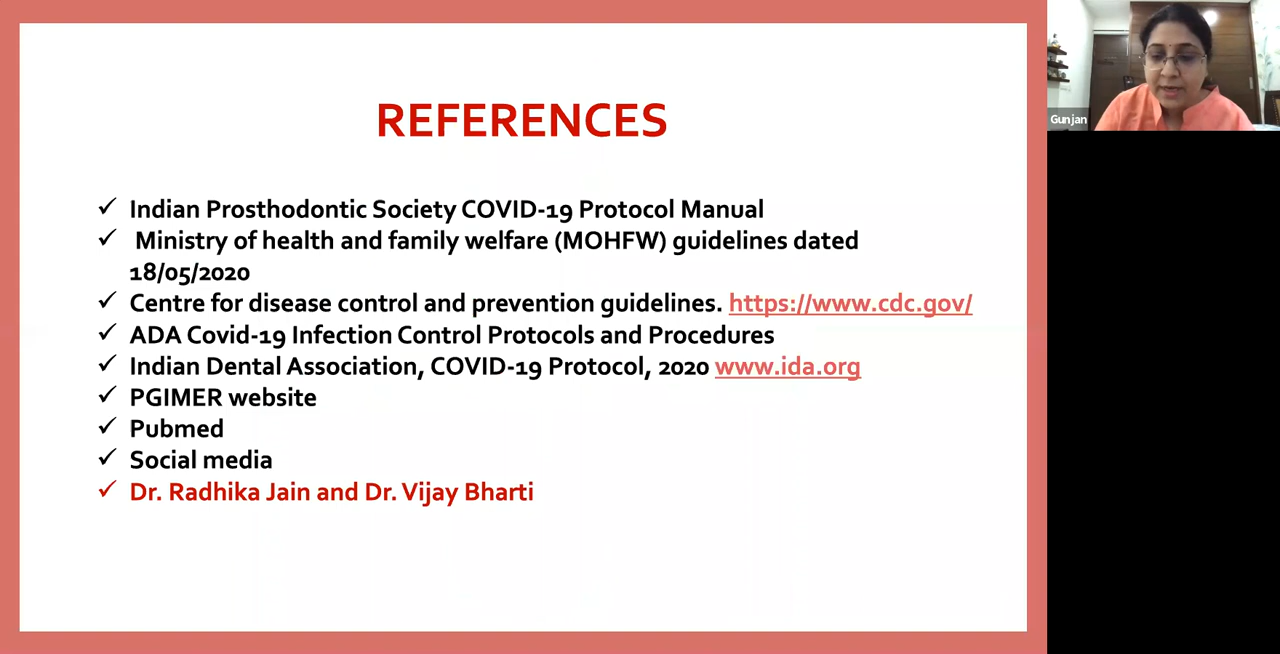 REFERENCES
Indian Prosthodontic Society COVID-19 Protocol Manual
Ministry of health and family welfare (MOHFW) guidelines dated
18/05/2020
Centre for disease control and prevention guidelines. https://www.cdc.gov/
ADA Covid-19 Infection Control Protocols and Procedures
Indian Dental Association, COVID-19 Protocol, 2020 www.ida.org
PGIMER website
Pubmed
Social media
Dr. Radhika Jain and Dr. Vijay Bharti
Gunjan